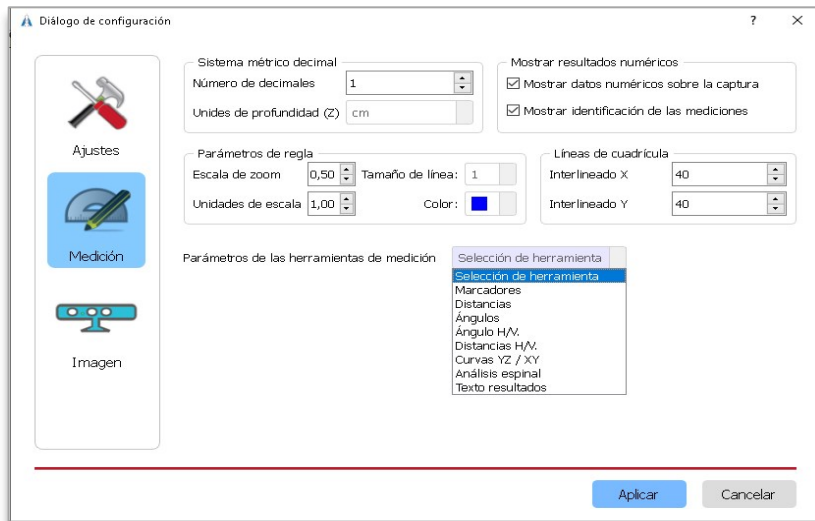 Diálogo de configuración
?
Ajustes
Medición
Imagen
Sistema métrico decimal
Número de decimales 1
Unides de profundidad (Z) cm
Mostrar resultados numéricos
Mostrar datos numéricos sobre la captura
Mostrar identificación de las mediciones
Parámetros de regla
Escala de zoom 0,50 Tamaño de línea: 1
Unidades de escala 1,00 Color:
Líneas de cuadrícula
Interlineado X 40
Interlineado Y 40
Parámetros de las herramientas de medición Selección de herramienta
Selección de herramienta
Marcadores
Distancias
Ángulos
Ángulo H/V.
Distancias H/V.
Curvas YZ / XY
Análisis espinal
Texto resultados
Aplicar Cancelar